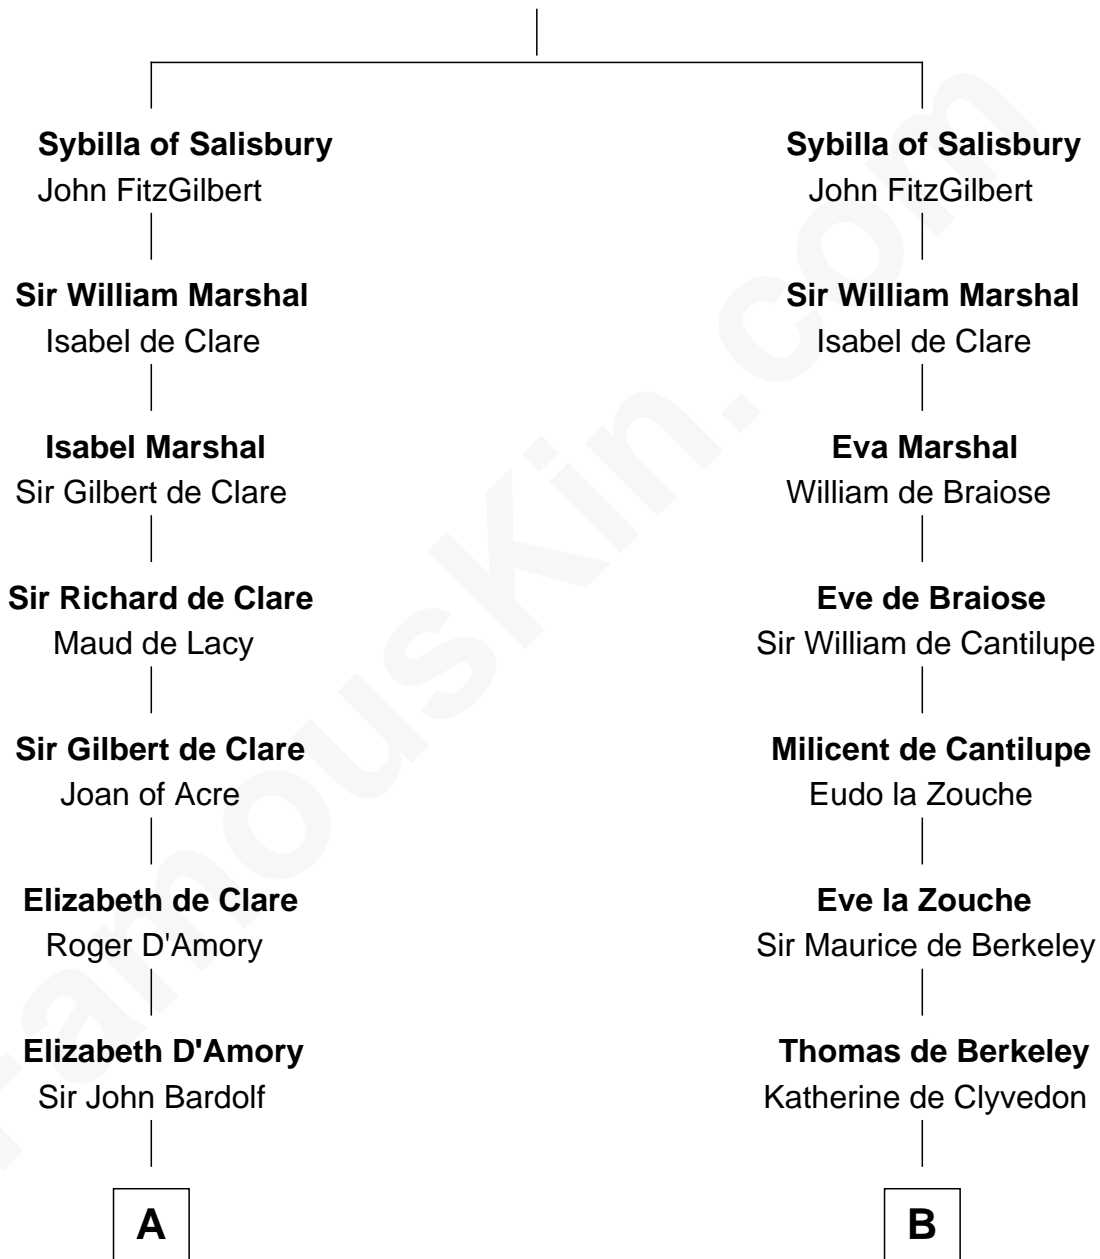 Sybilla of Salisbury
John FitzGilbert
Sir William Marshal
Isabel de Clare
Isabel Marshal
Sir Gilbert de Clare
Sir Richard de Clare
Maud de Lacy
Sir Gilbert de Clare
Joan of Acre
Elizabeth de Clare
Roger D'Amory
Elizabeth D'Amory
Sir John Bardolf
A
Sybilla of Salisbury
John FitzGilbert
Sir William Marshal
Isabel de Clare
Eva Marshal
William de Braiose
Eve de Braiose
Sir William de Cantilupe
Milicent de Cantilupe
Eudo la Zouche
Eve la Zouche
Sir Maurice de Berkeley
Thomas de Berkeley
Katherine de Clyvedon
B
FamousKin.com